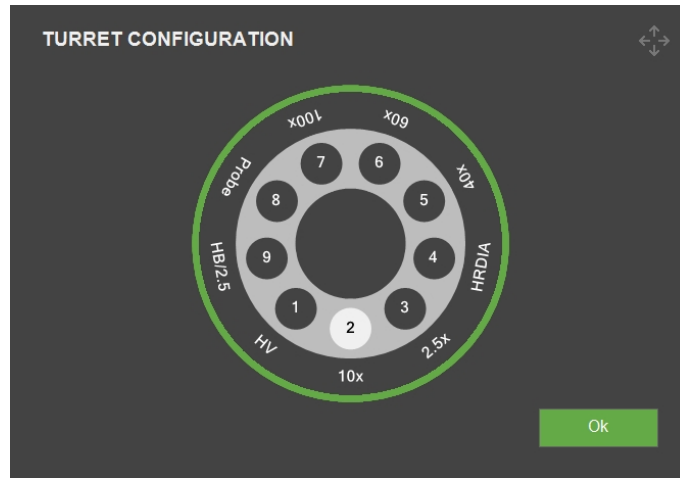 TURRET CONFIGURATION
100x
60x
7
6
Probe
40x
8
5
HB/2.5
9
4
HRDIA
1
3
2
HV
2.5x
10x
Ok